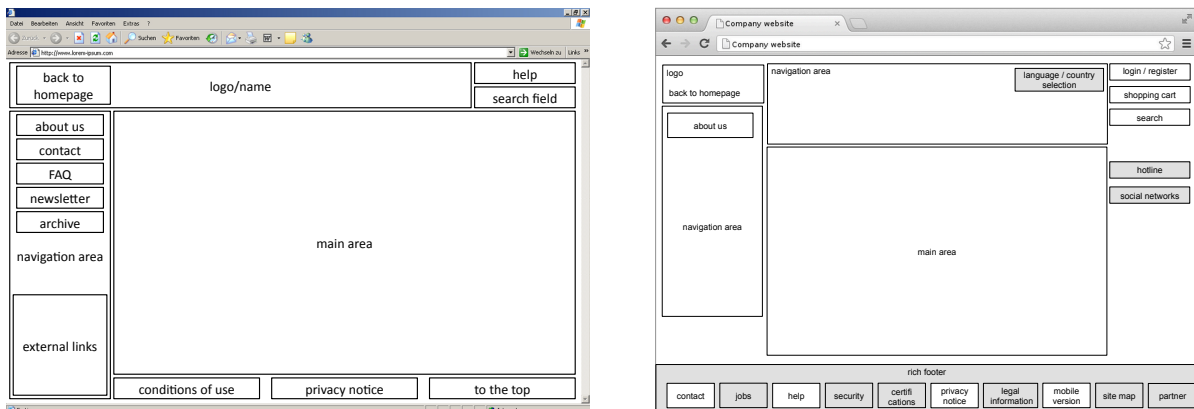 Datei Bearbeiten Ansicht Favoriten Extras ?
Zurück Suchen Favoriten
Adresse http://www.lorem-ipsum.com Wechseln zu Links
back to
homepage
logo/name
help
search field
about us
contact
FAQ
newsletter
archive
navigation area
external links
main area
conditions of use
privacy notice
to the top
Company website
Company website
logo
back to homepage
navigation area
language / country
selection
login / register
shopping cart
search
about us
hotline
social networks
navigation area
main area
rich footer
contact
jobs
help
security
certifi
cations
privacy
notice
legal
information
mobile
version
site map
partner